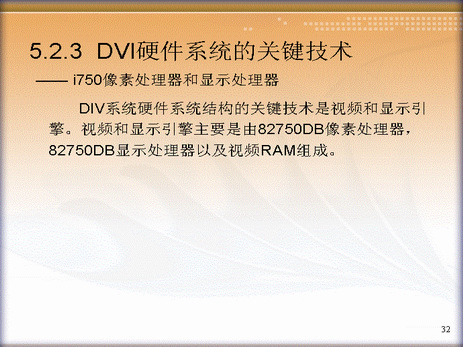 5.2.3 DVI硬件系统的关键技术
—— i750像素处理器和显示处理器
DIV系统硬件系统结构的关键技术是视频和显示引
擎。视频和显示引擎主要是由82750DB像素处理器，
82750DB显示处理器以及视频RAM组成。
32